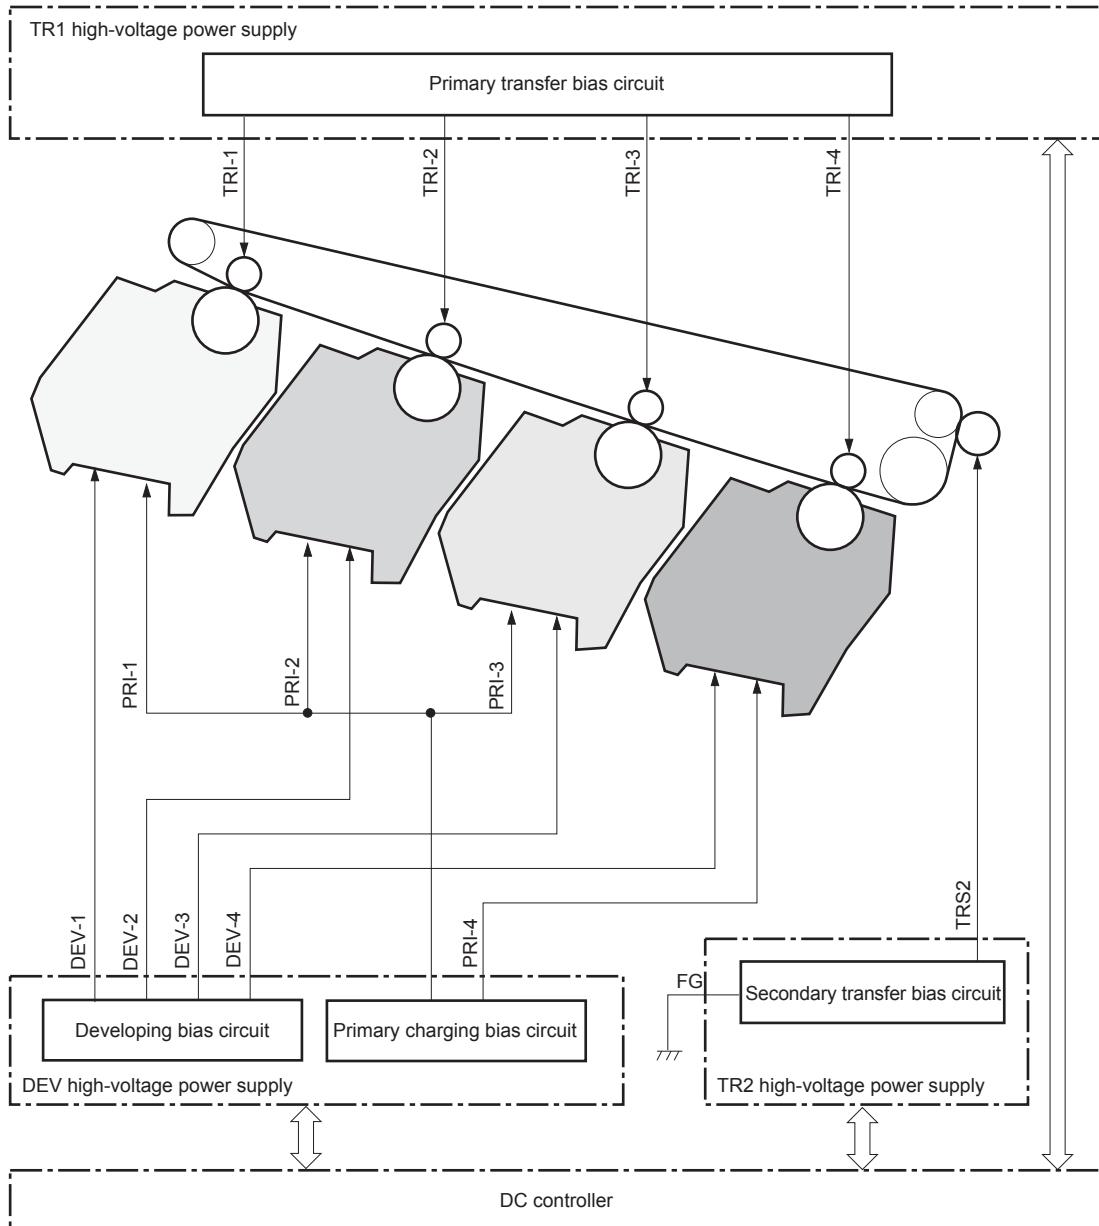 TR1 high-voltage power supply
Primary transfer bias circuit
TRI-1
TRI-2
TRI-3
TRI-4
PRI-1
PRI-2
PRI-3
DEV-1
DEV-2
DEV-3
DEV-4
PRI-4
TRS2
FG
Developing bias circuit
Primary charging bias circuit
Secondary transfer bias circuit
DEV high-voltage power supply
TR2 high-voltage power supply
DC controller